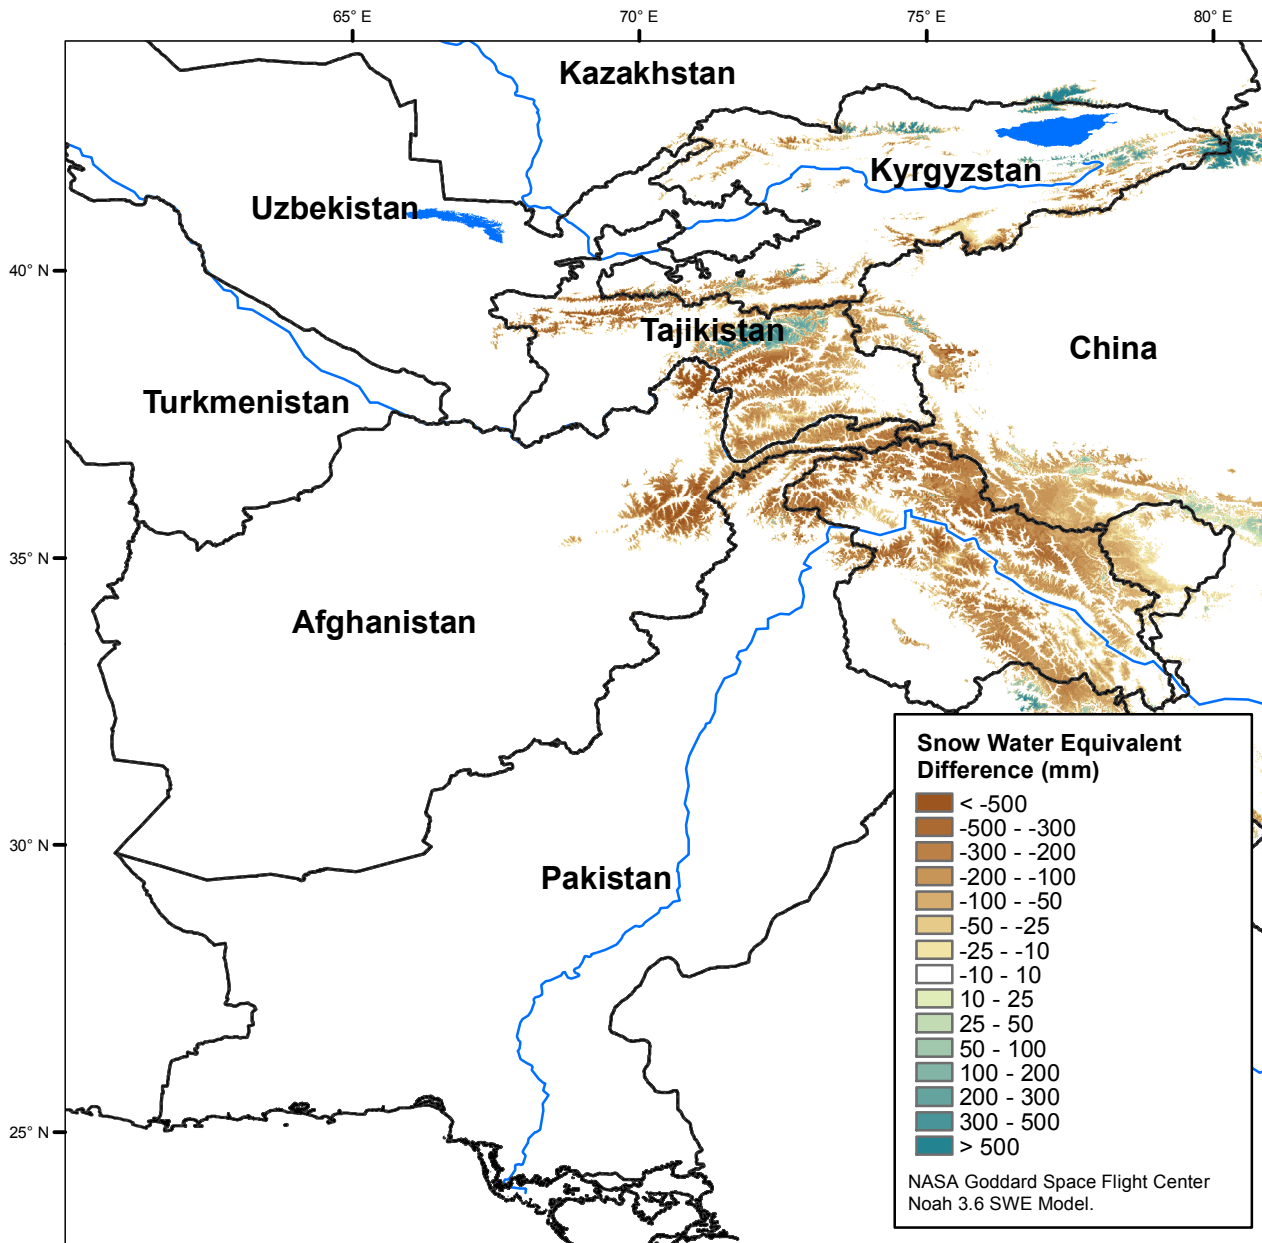 65° E
70° E
75° E
80° E
Kazakhstan
Kyrgyzstan
Uzbekistan
40° N
Tajikistan
China
Turkmenistan
35° N
Afghanistan
30° N
Pakistan
25° N
Snow Water Equivalent
Difference (mm)
< -500
-500 - -300
-300 - -200
-200 - -100
-100 - -50
-50 - -25
-25 - -10
-10 - 10
10 - 25
25 - 50
50 - 100
100 - 200
200 - 300
300 - 500
> 500
NASA Goddard Space Flight Center
Noah 3.6 SWE Model.